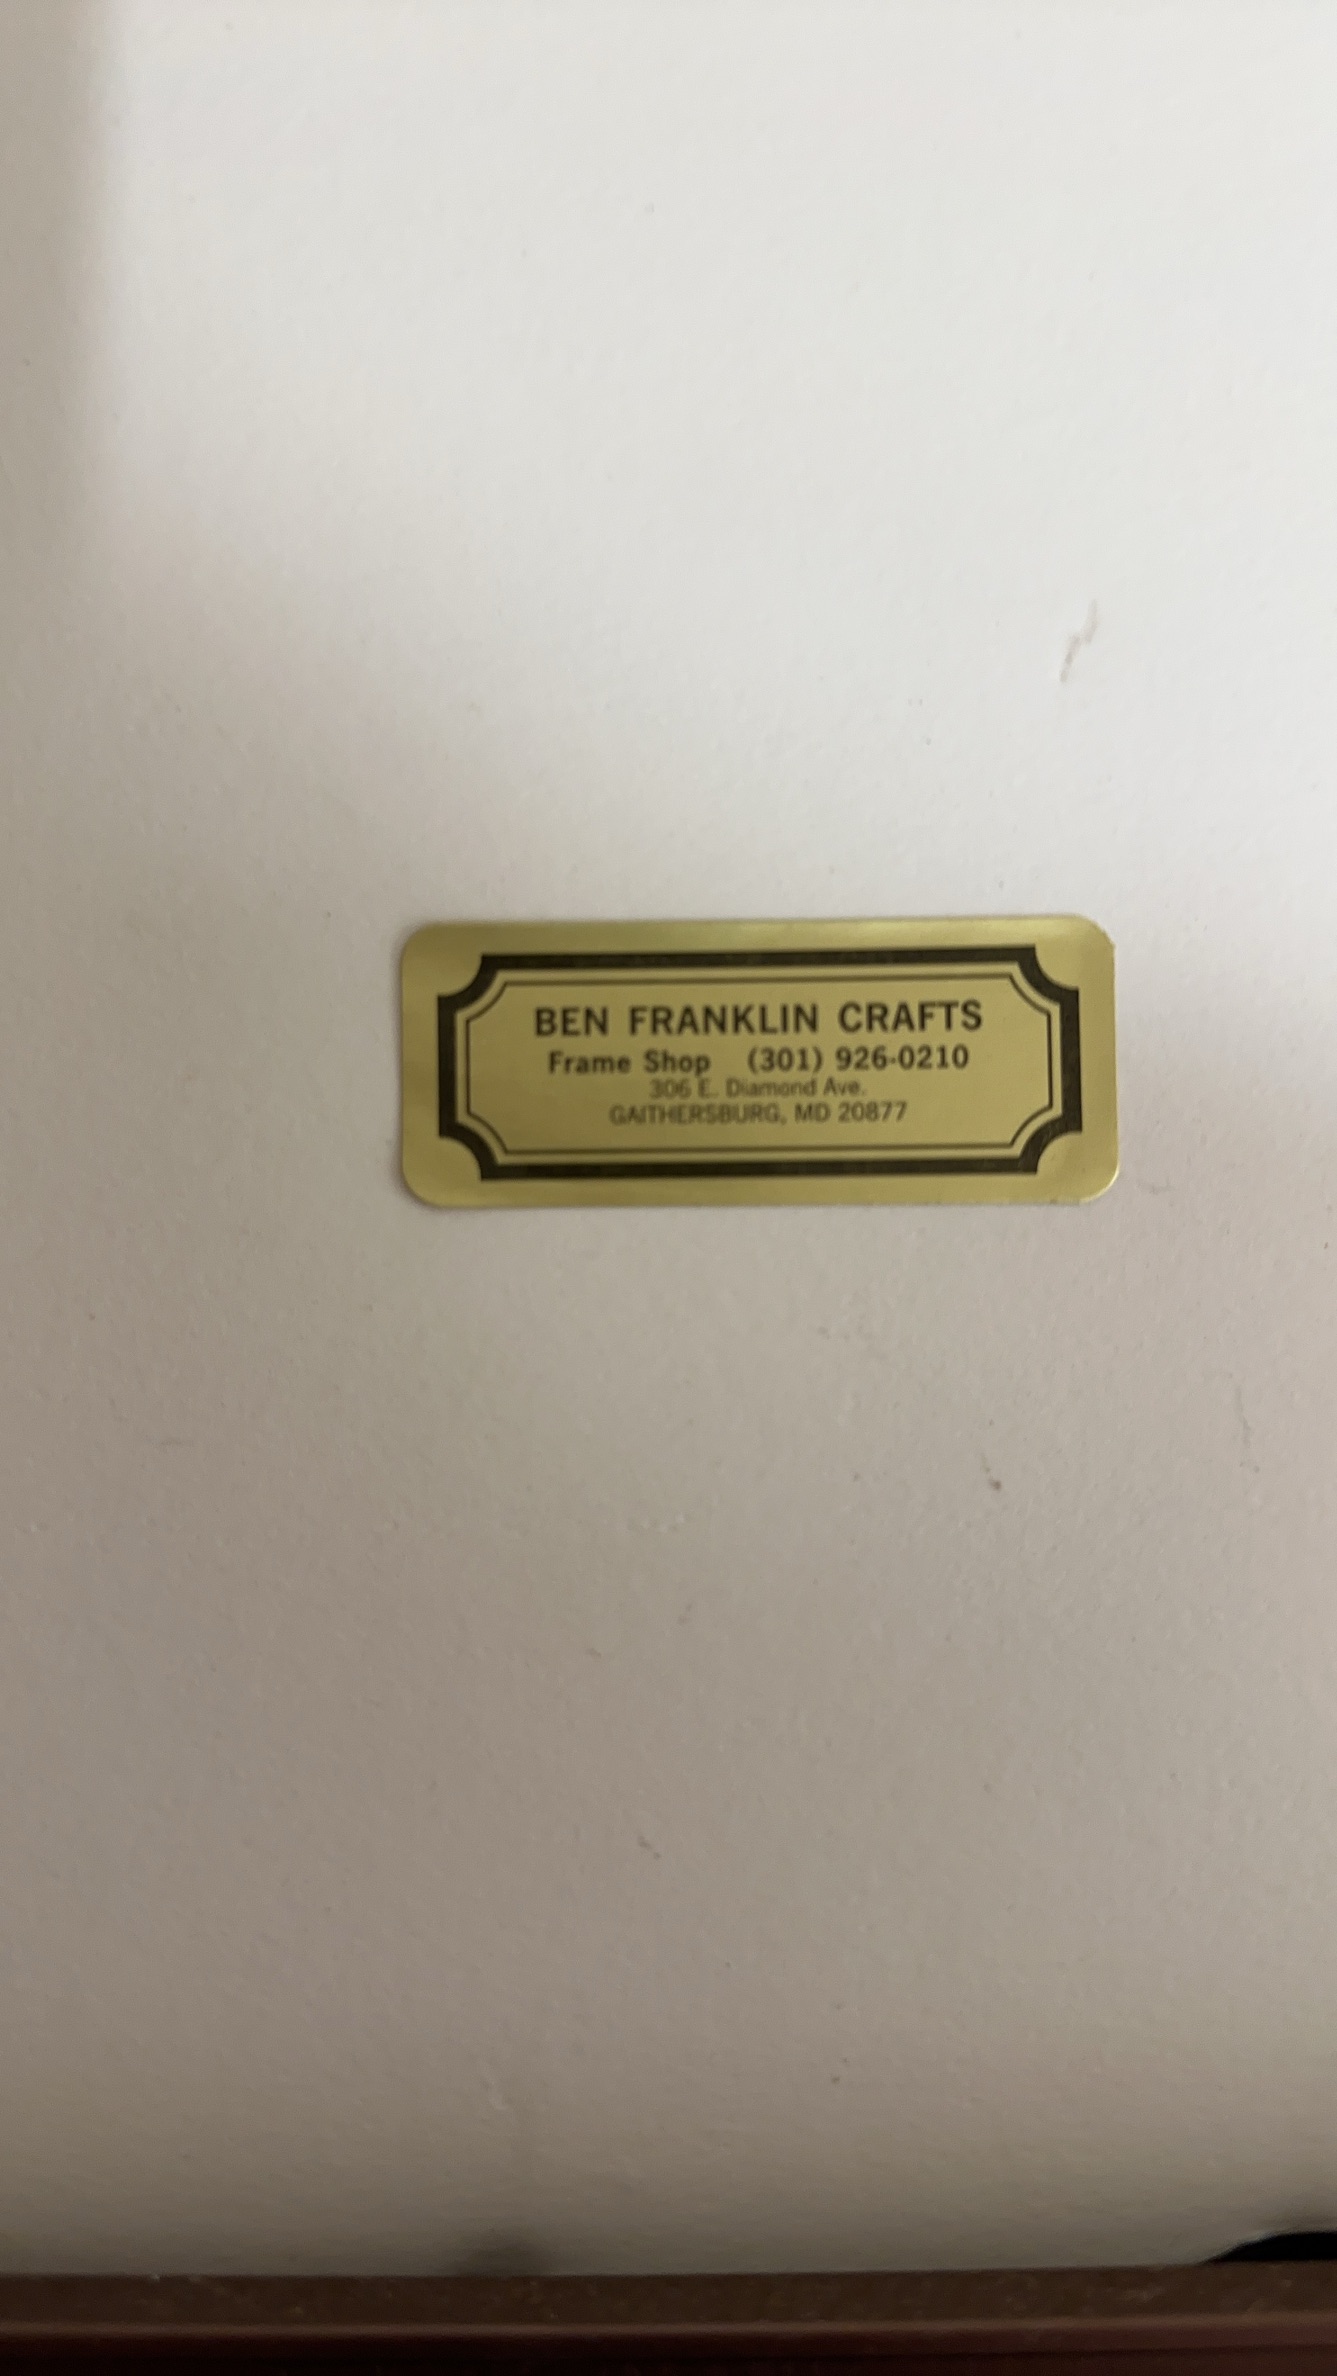 BEN FRANKLIN CRAFTS
Frame Shop (301) 926-0210
306 E. Diamond Ave.
GAITHERSBURG, MD 20877